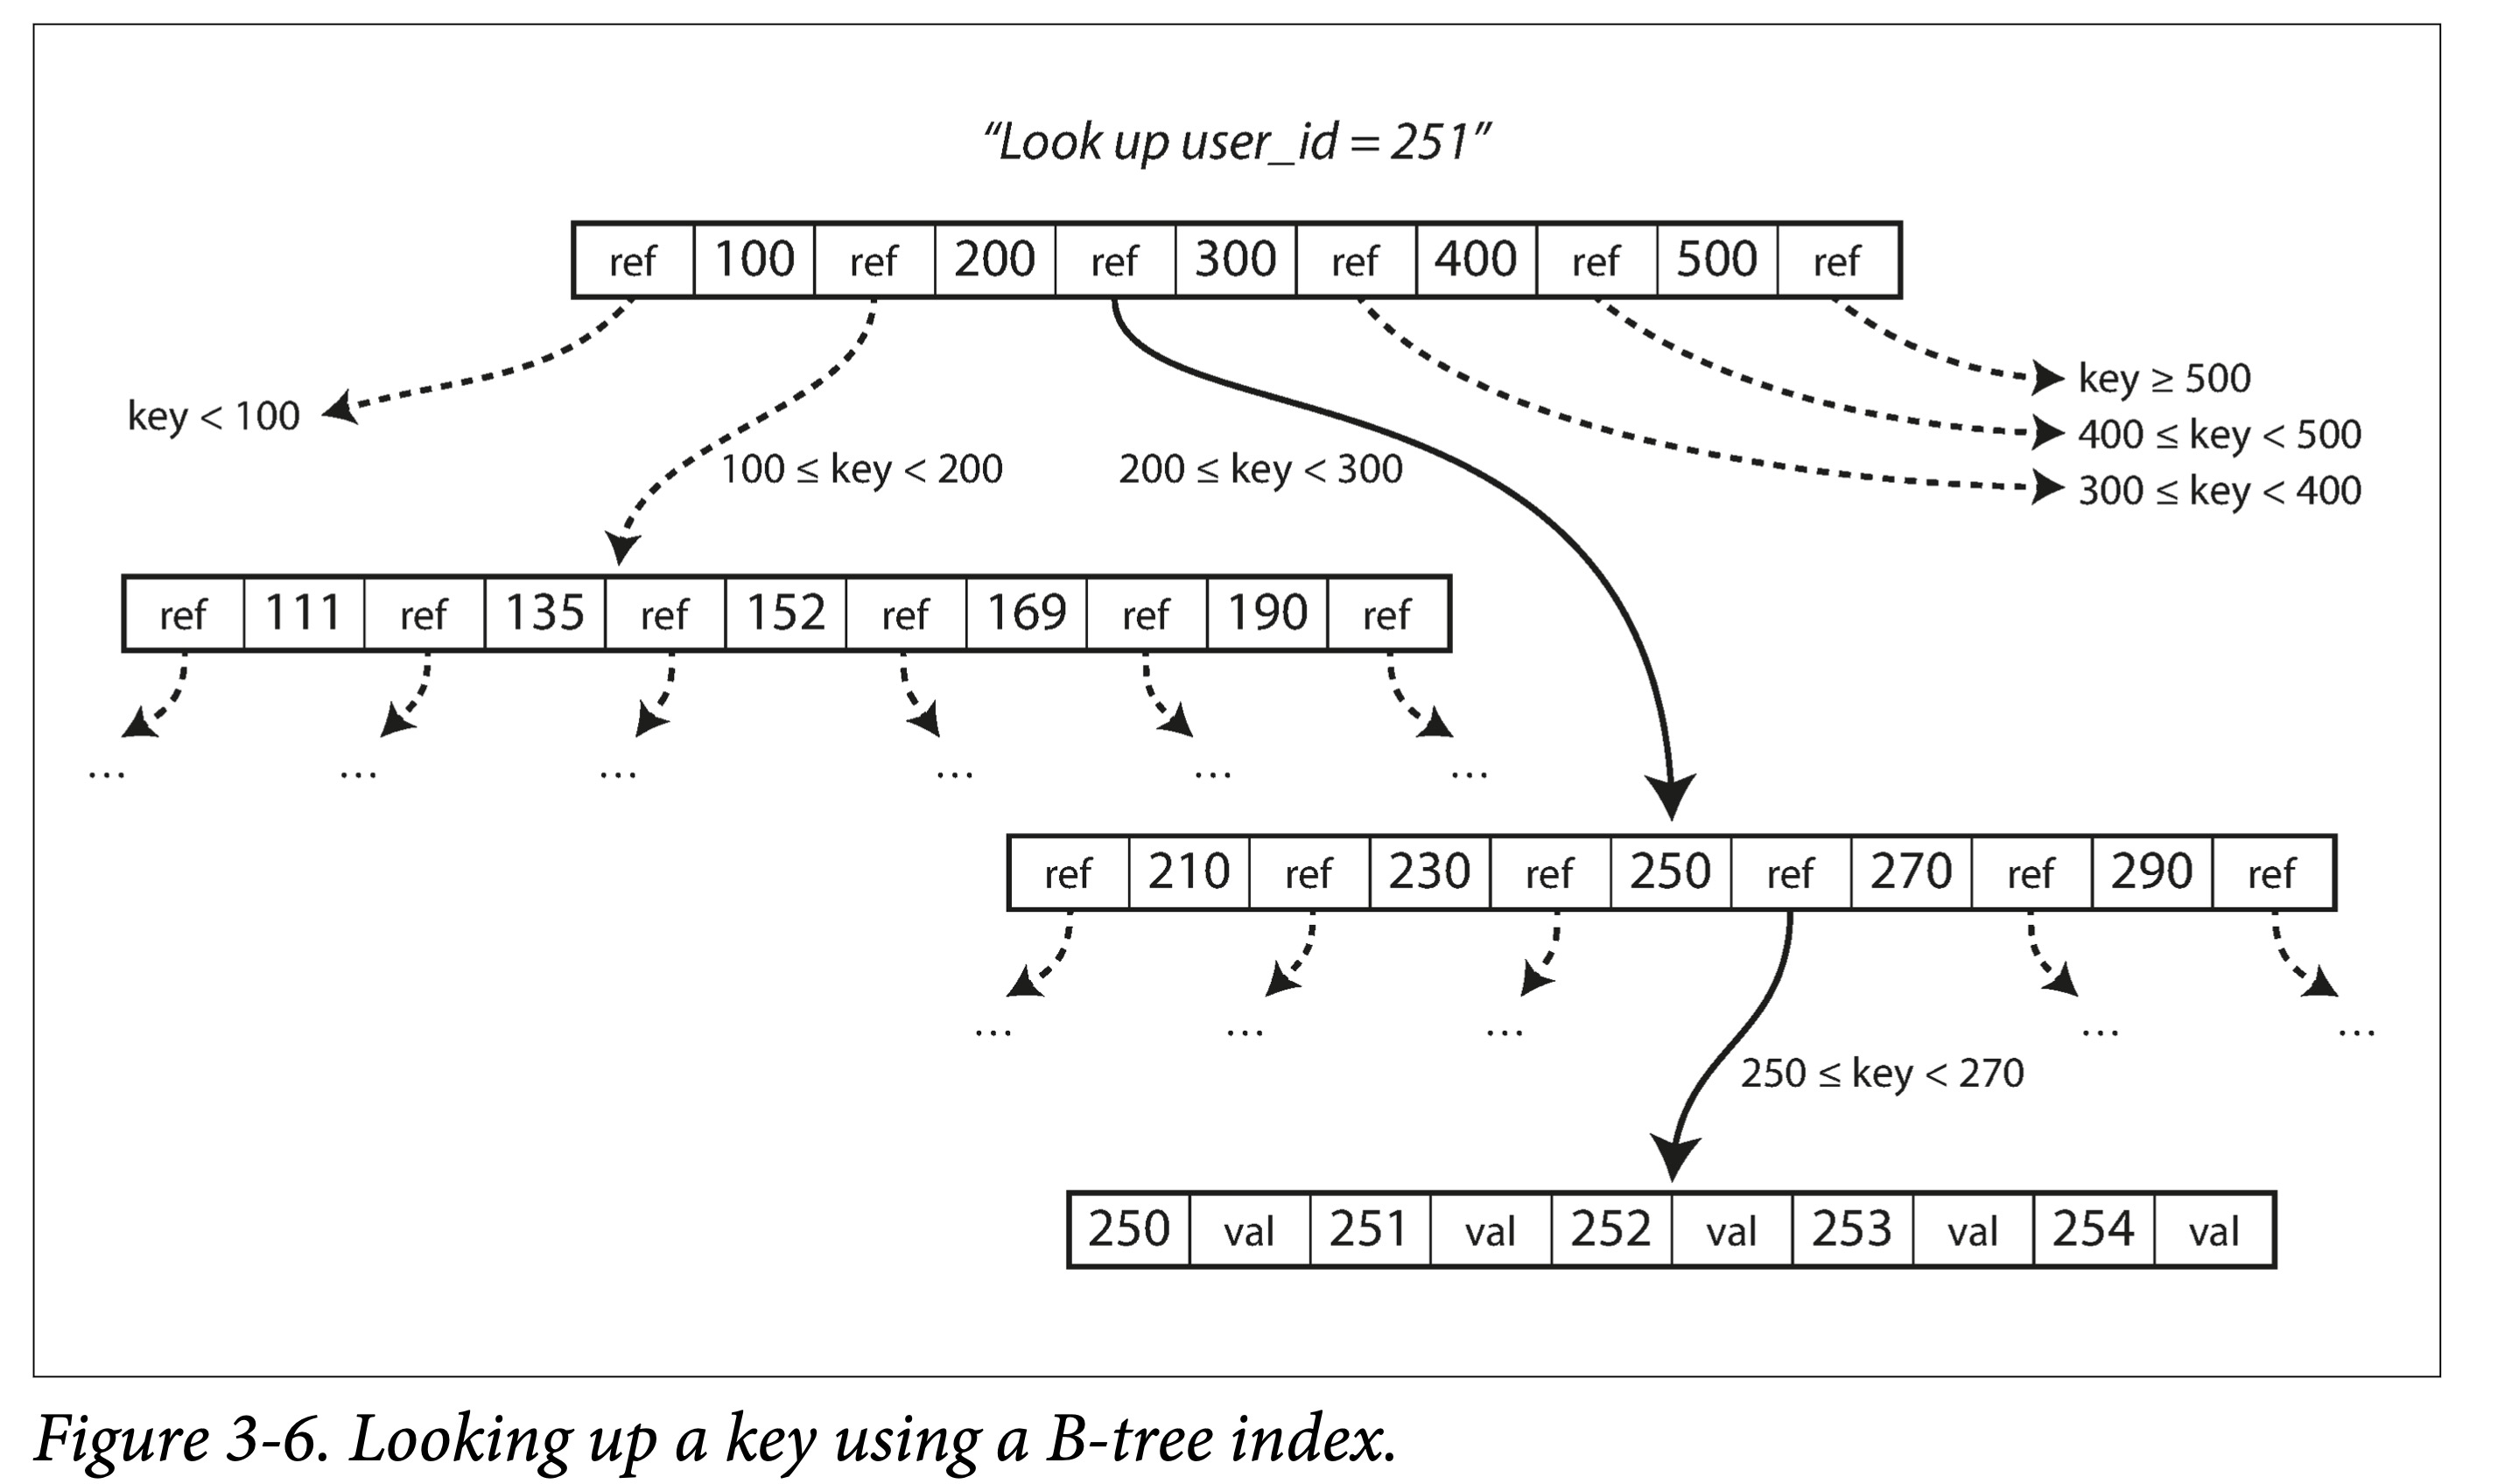 “Look up user_id = 251”
ref 100 ref 200 ref 300 ref 400 ref 500 ref
key < 100
100 ≤ key < 200
200 ≤ key < 300
key ≥ 500
400 ≤ key < 500
300 ≤ key < 400
ref 111 ref 135 ref 152 ref 169 ref 190 ref
... ... ... ... ... ...
ref 210 ref 230 ref 250 ref 270 ref 290 ref
... ... ... ... ...
250 ≤ key < 270
250 val 251 val 252 val 253 val 254 val
Figure 3-6. Looking up a key using a B-tree index.